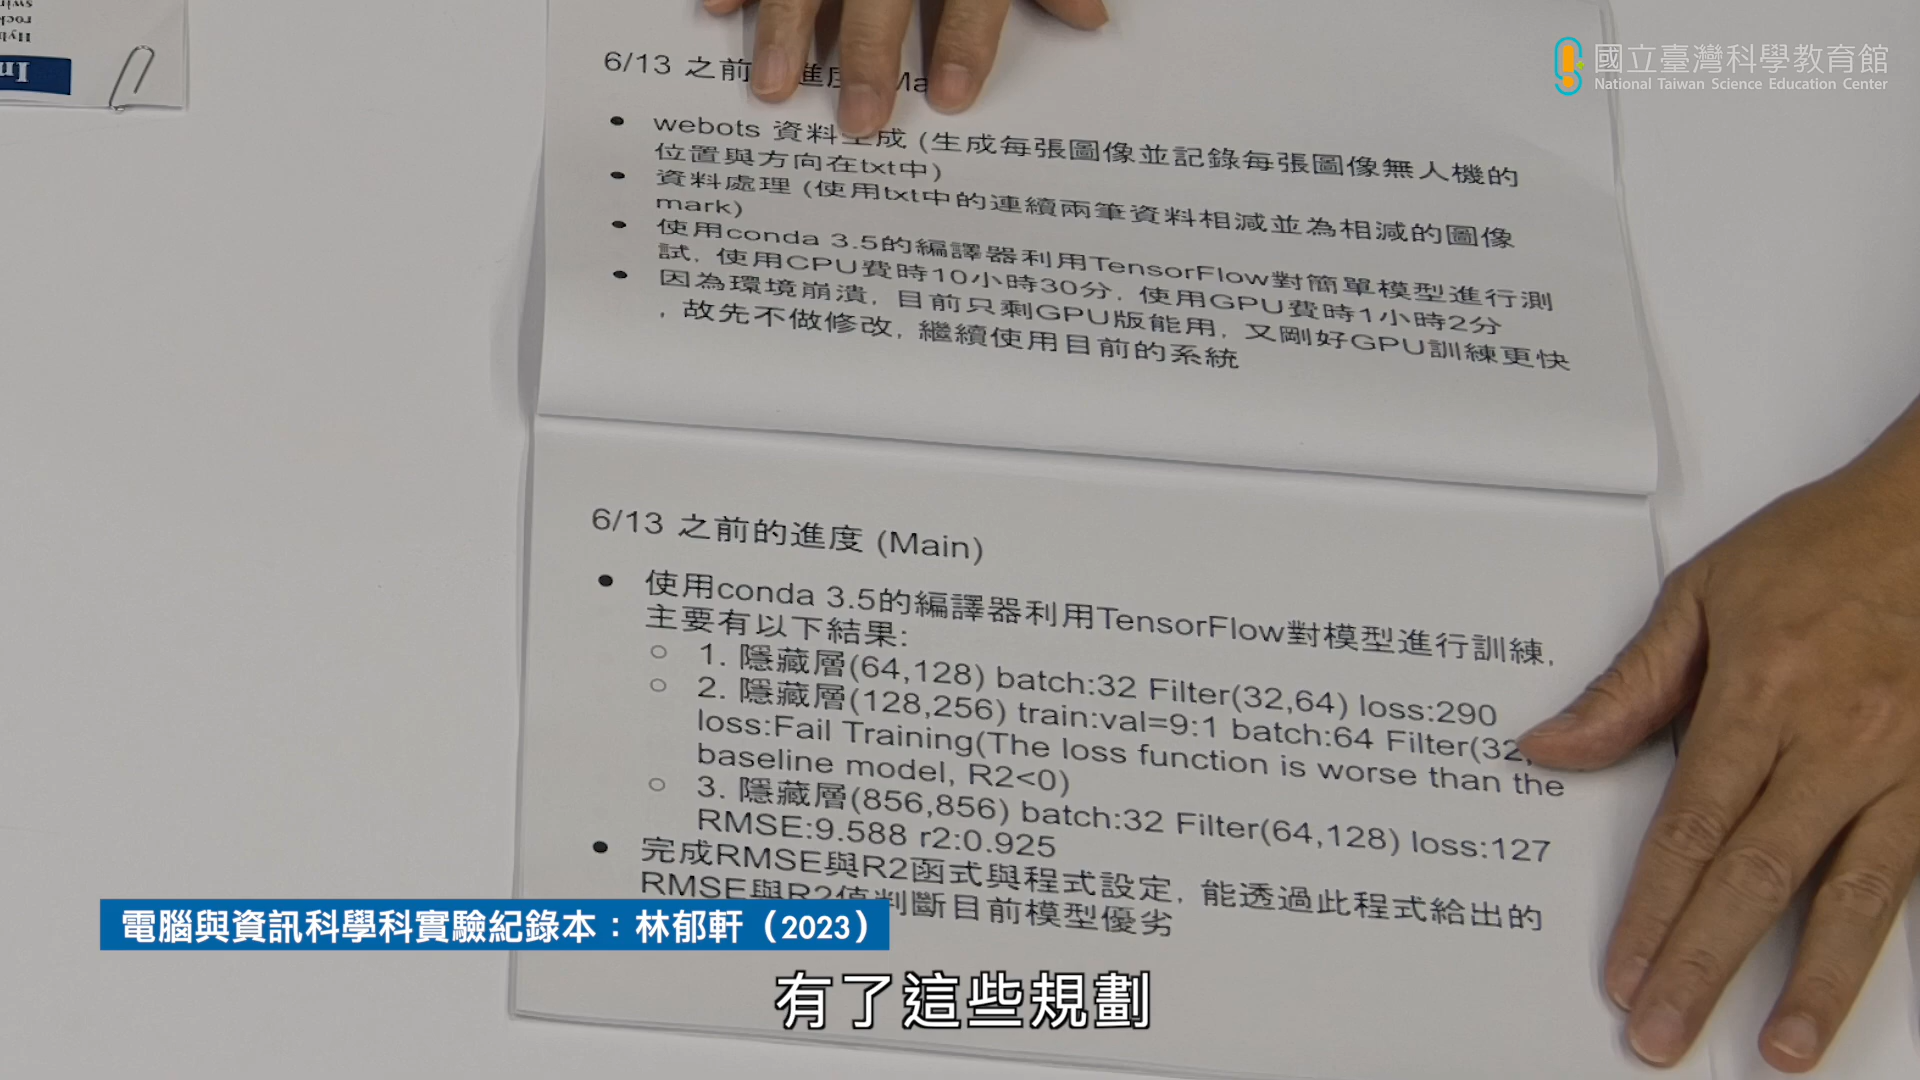 國立臺灣科學教育館
National Taiwan Science Education Center
In
6/13 之前 進度 Ma
webots 資料生成 (生成每張圖像並記錄每張圖像無人機的
位置與方向在txt中)
資料處理 (使用txt中的連續兩筆資料相減並為相減的圖像
mark)
使用conda 3.5的編譯器利用TensorFlow對簡單模型進行測
試, 使用CPU費時10小時30分, 使用GPU費時1小時2分
因為環境崩潰, 目前只剩GPU版能用, 又剛好GPU訓練更快
, 故先不做修改, 繼續使用目前的系統
6/13 之前的進度 (Main)
使用conda 3.5的編譯器利用TensorFlow對模型進行訓練,
主要有以下結果:
1. 隱藏層(64,128) batch:32 Filter(32,64) loss:290
2. 隱藏層(128,256) train:val=9:1 batch:64 Filter(32,
loss:Fail Training(The loss function is worse than the
baseline model, R2<0)
3. 隱藏層(856,856) batch:32 Filter(64,128) loss:127
RMSE:9.588 r2:0.925
完成RMSE與R2函式與程式設定, 能透過此程式給出的
RMSE與R2值判斷目前模型優劣
電腦與資訊科學科實驗紀錄本：林郁軒（2023）
有了這些規劃